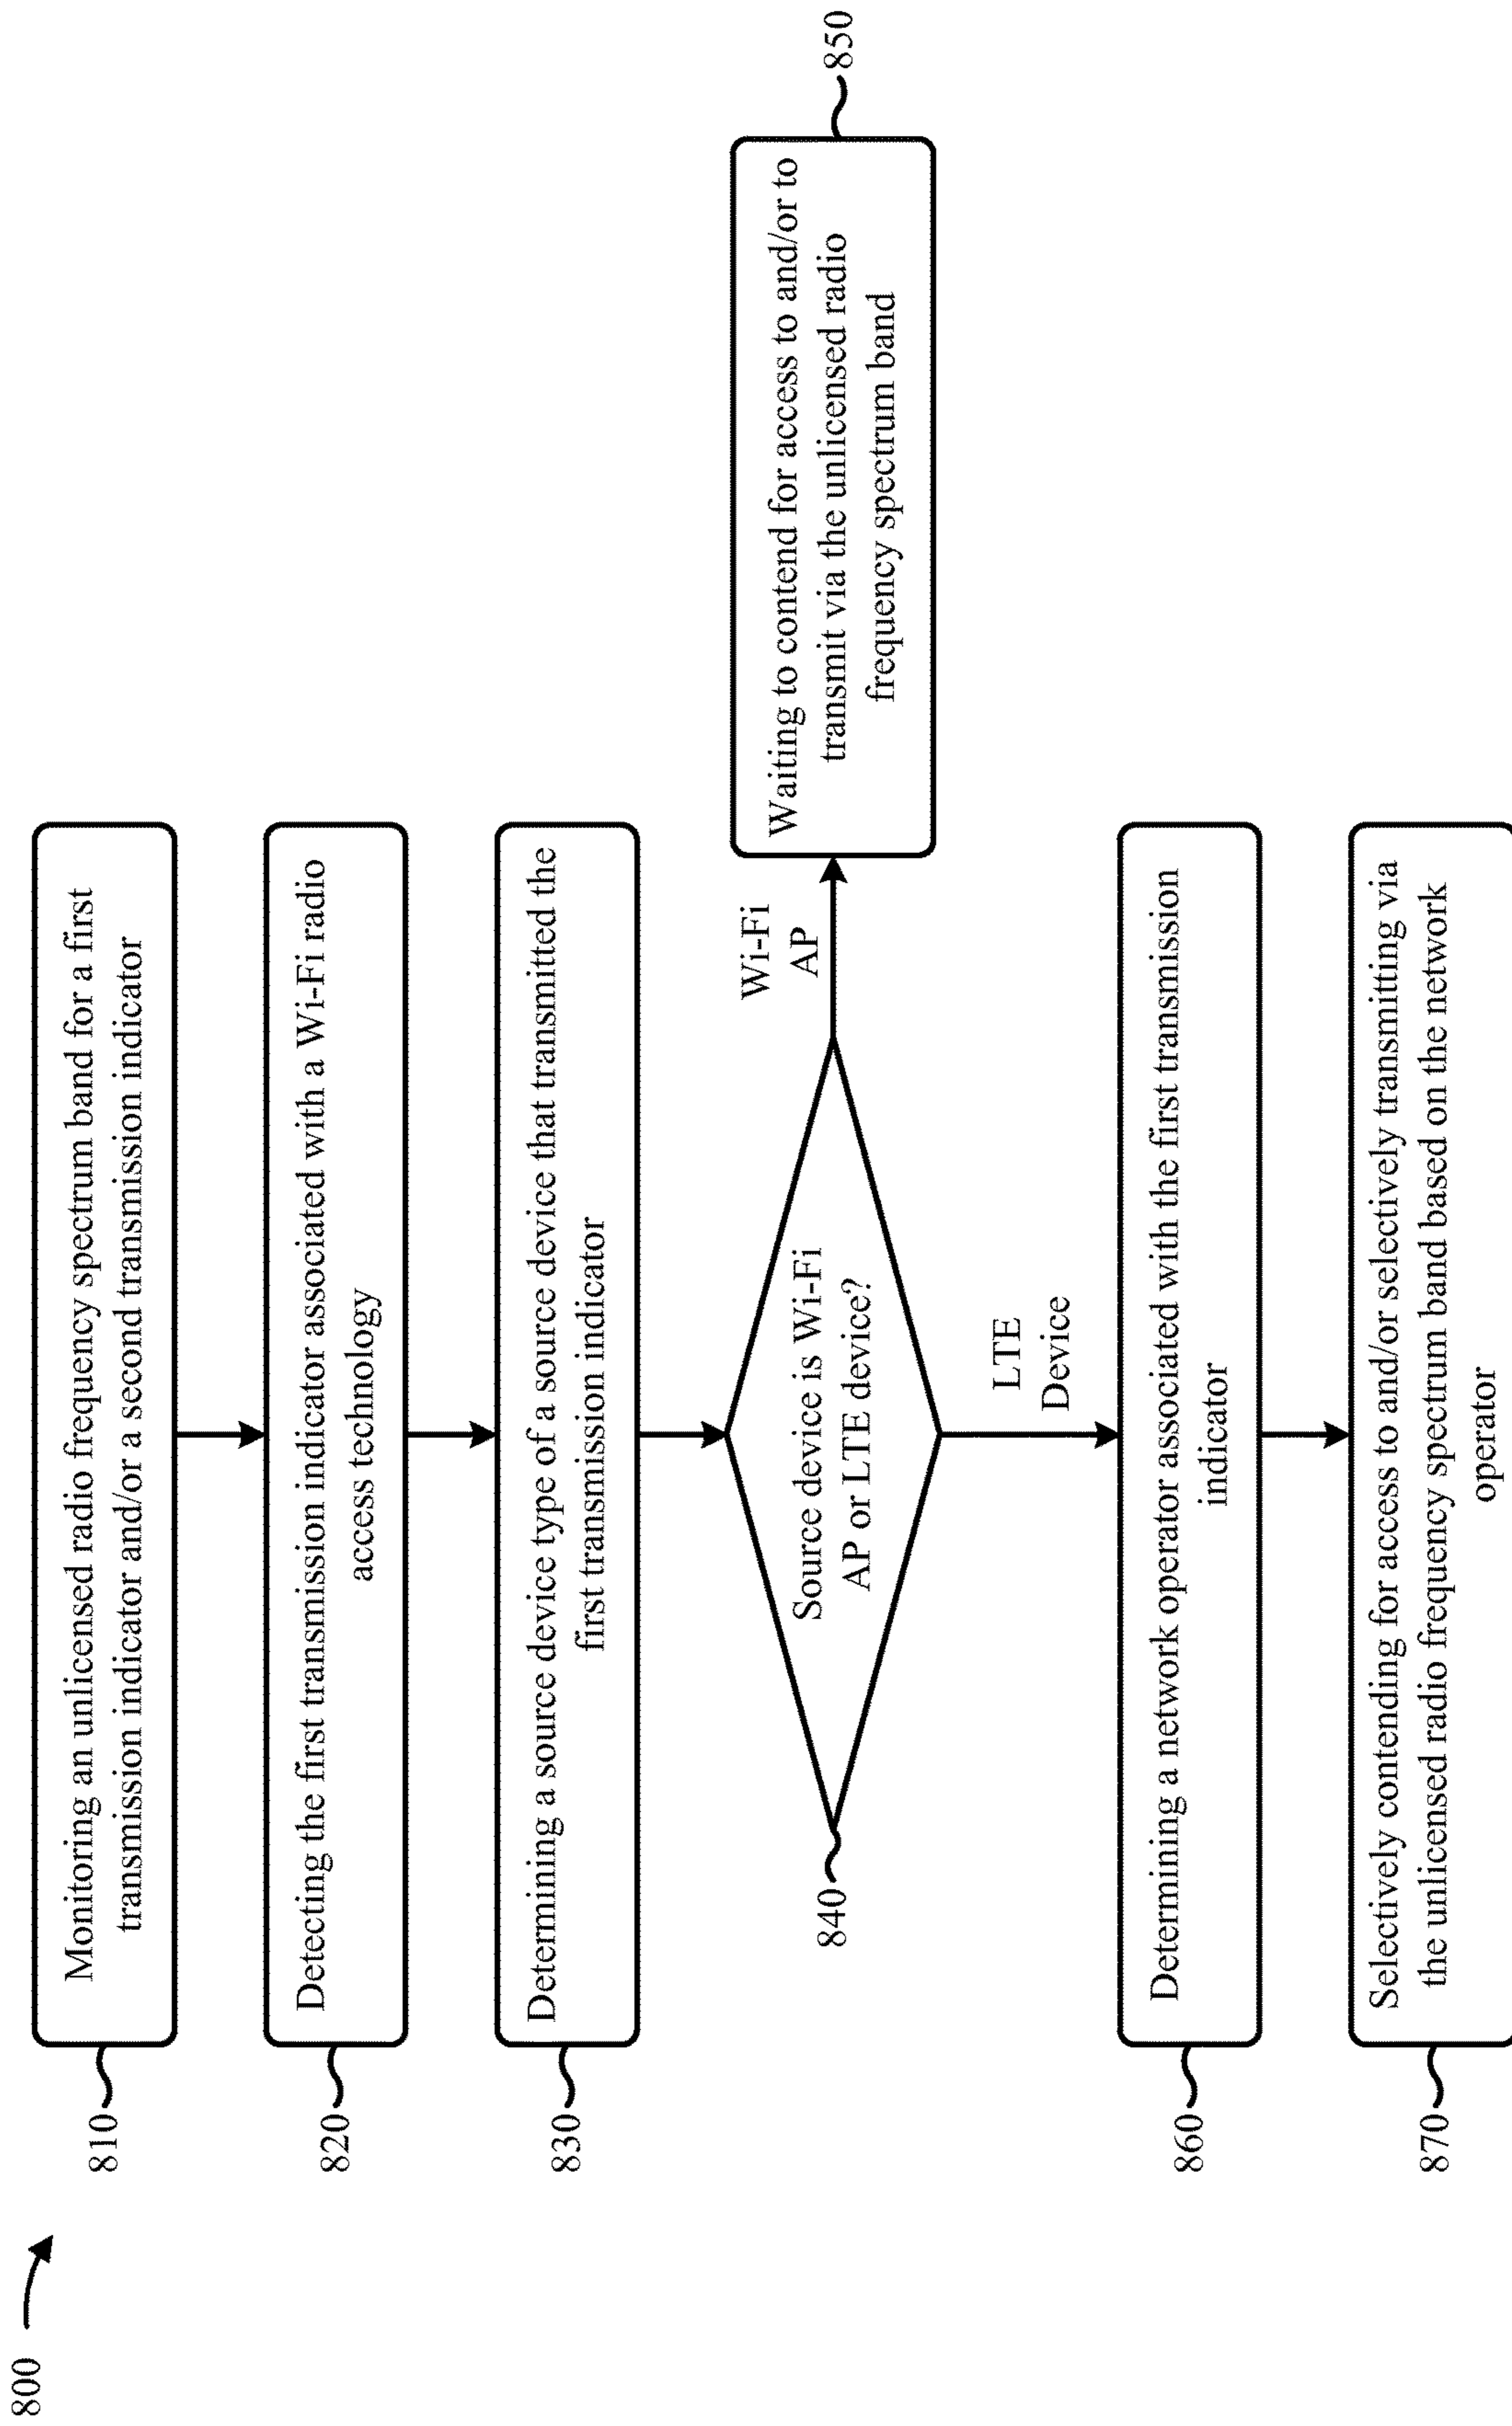 800
810
Monitoring an unlicensed radio frequency spectrum band for a first
transmission indicator and/or a second transmission indicator
820
Detecting the first transmission indicator associated with a Wi-Fi radio
access technology
830
Determining a source device type of a source device that transmitted the
first transmission indicator
840
Source device is Wi-Fi
AP or LTE device?
Wi-Fi
AP
Waiting to contend for access to and/or to
transmit via the unlicensed radio
frequency spectrum band
850
LTE
Device
860
Determining a network operator associated with the first transmission
indicator
870
Selectively contending for access to and/or selectively transmitting via
the unlicensed radio frequency spectrum band based on the network
operator